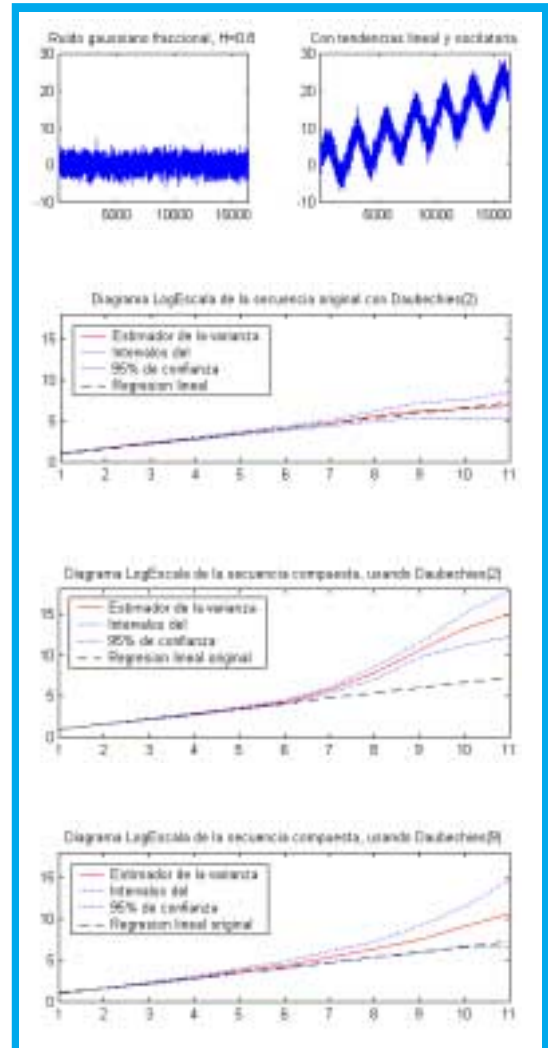 Ruido gaussiano fraccional, H=0.8
Con tendencias lineal y oscilatoria
30
20
10
0
-10
5000 10000 15000
30
20
10
0
-10
5000 10000 15000
Diagrama LogEscala de la secuencia original con Daubechies(2)
15
10
5
0
Estimador de la varianza
Intervalos del
95% de confianza
Regresion lineal
1 2 3 4 5 6 7 8 9 10 11
Diagrama LogEscala de la secuencia compuesta, usando Daubechies(2)
15
10
5
0
Estimador de la varianza
Intervalos del
95% de confianza
Regresion lineal original
1 2 3 4 5 6 7 8 9 10 11
Diagrama LogEscala de la secuencia compuesta, usando Daubechies(9)
15
10
5
0
Estimador de la varianza
Intervalos del
95% de confianza
Regresion lineal original
1 2 3 4 5 6 7 8 9 10 11